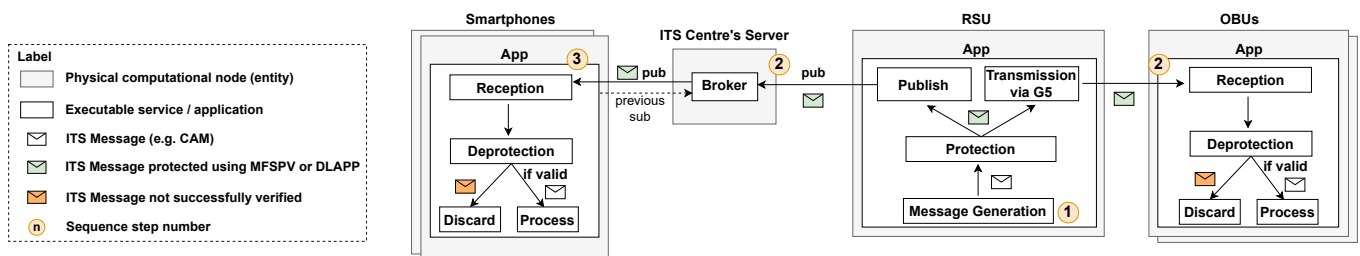 Label
Physical computational node (entity)
Executable service / application
ITS Message (e.g. CAM)
ITS Message protected using MFSPV or DLAPP
ITS Message not successfully verified
n
Sequence step number
Smartphones
App
3
Reception
Deprotection
if valid
Discard
Process
pub
previous
sub
ITS Centre's Server
2
Broker
pub
RSU
App
Publish
Transmission
via G5
Protection
Message Generation
1
OBUs
App
2
Reception
Deprotection
if valid
Discard
Process